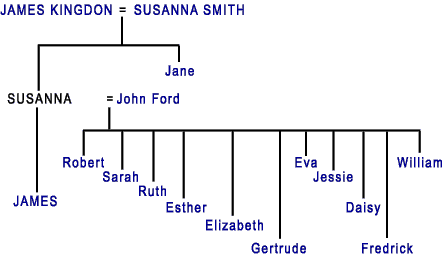 JAMES KINGDON = SUSANNA SMITH
Jane
SUSANNA = John Ford
Robert
Sarah
Ruth
Esther
Elizabeth
Gertrude
Eva
Jessie
Daisy
Fredrick
William
JAMES